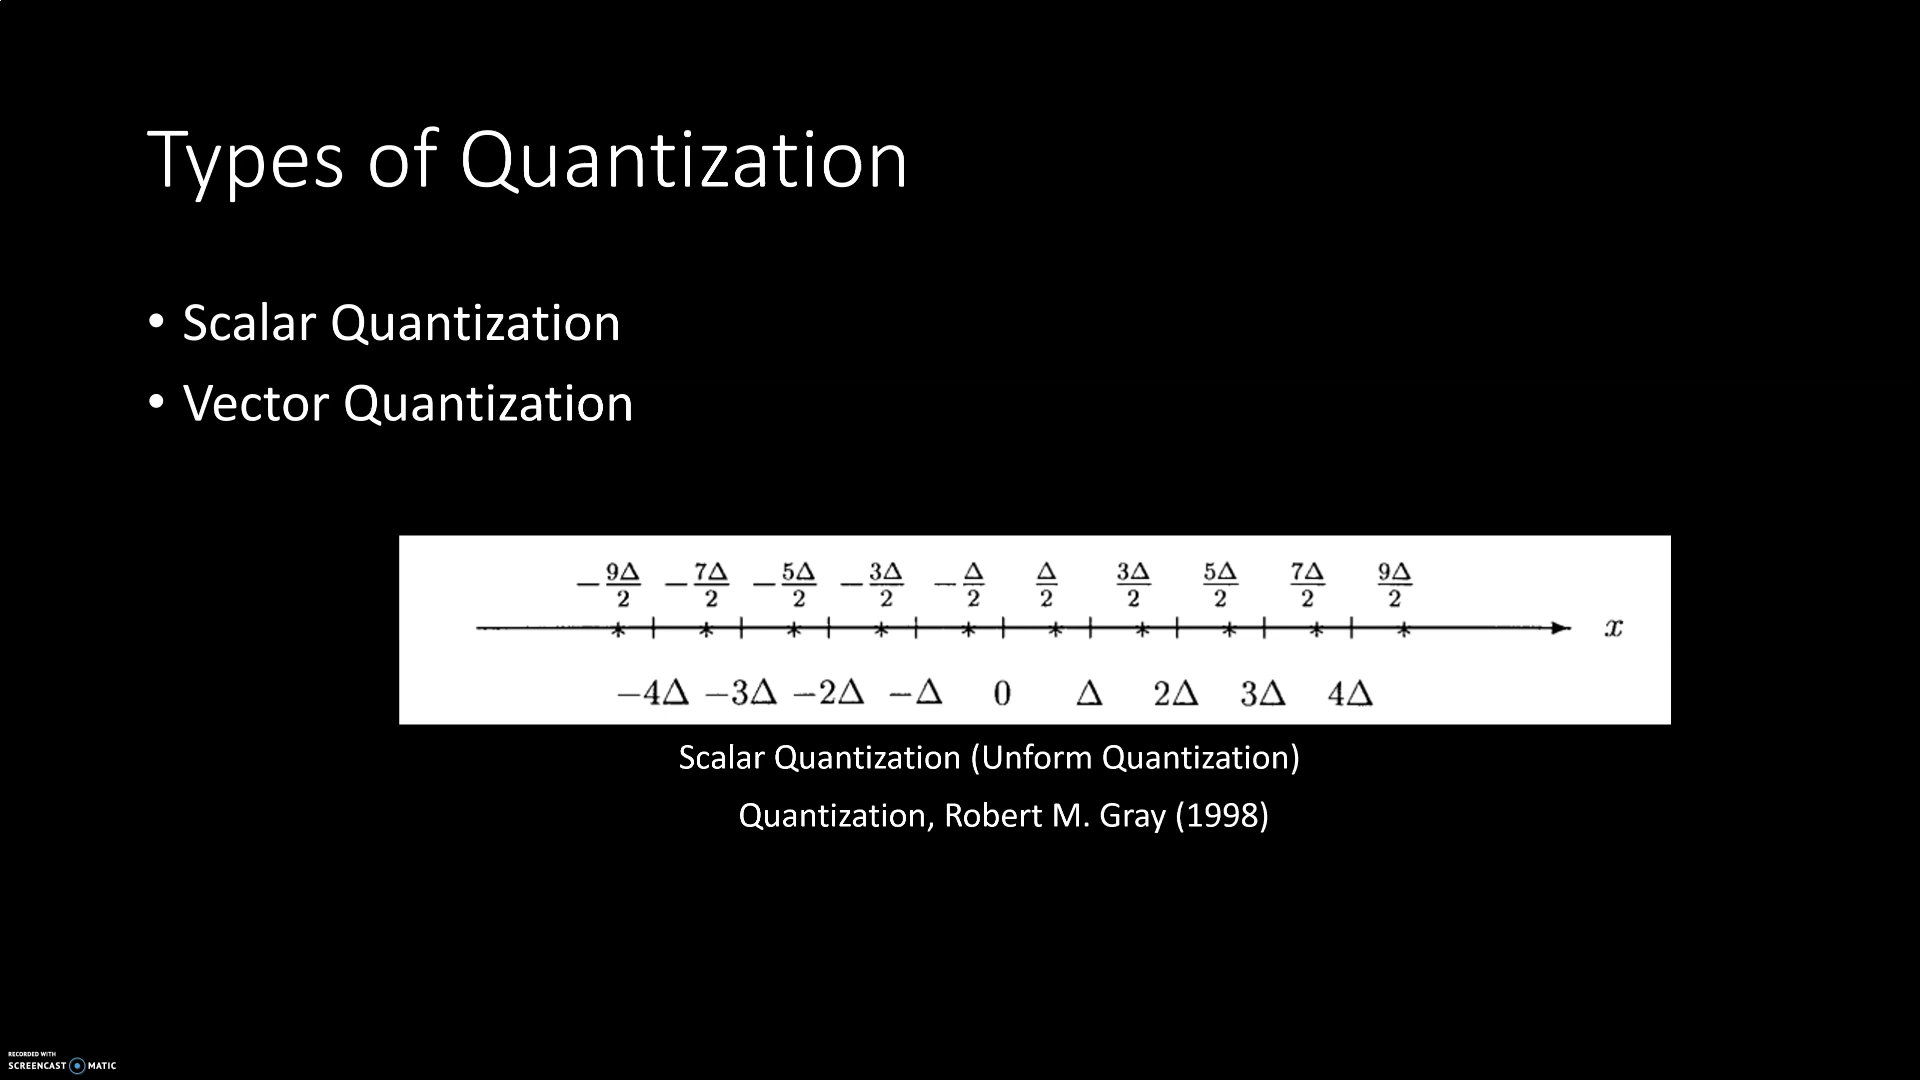 Types of Quantization
• Scalar Quantization
• Vector Quantization
−9Δ/2 −7Δ/2 −5Δ/2 −3Δ/2 −Δ/2 Δ/2 3Δ/2 5Δ/2 7Δ/2 9Δ/2
x
−4Δ −3Δ −2Δ −Δ 0 Δ 2Δ 3Δ 4Δ
Scalar Quantization (Unform Quantization)
Quantization, Robert M. Gray (1998)
RECORDED WITH
SCREENCAST MATIC